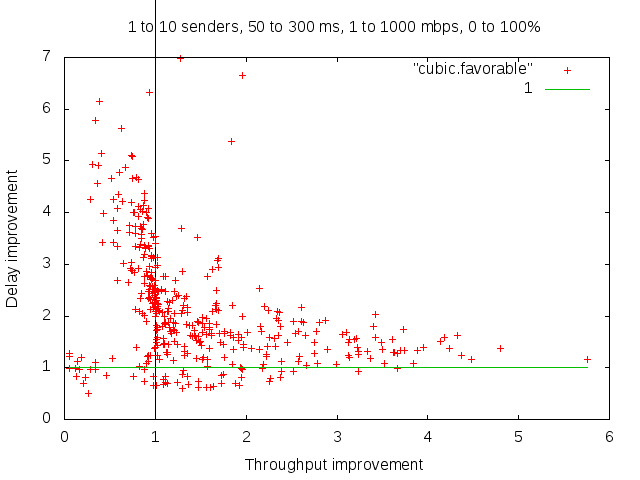 1 to 10 senders, 50 to 300 ms, 1 to 1000 mbps, 0 to 100%
"cubic.favorable"
1
7
6
5
4
3
2
1
0
0 1 2 3 4 5 6
Delay improvement
Throughput improvement